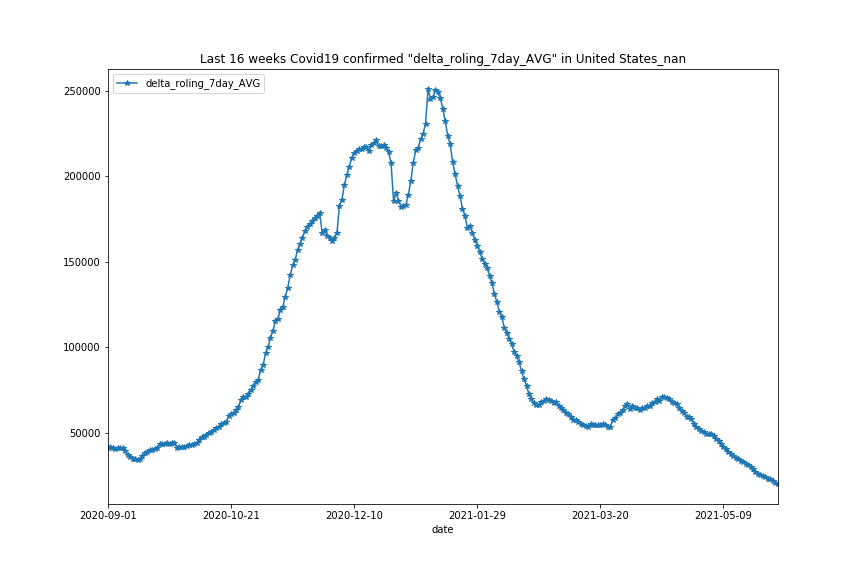 Last 16 weeks Covid19 confirmed "delta_roling_7day_AVG" in United States_nan
delta_roling_7day_AVG
250000
200000
150000
100000
50000
2020-09-01 2020-10-21 2020-12-10 2021-01-29 2021-03-20 2021-05-09
date